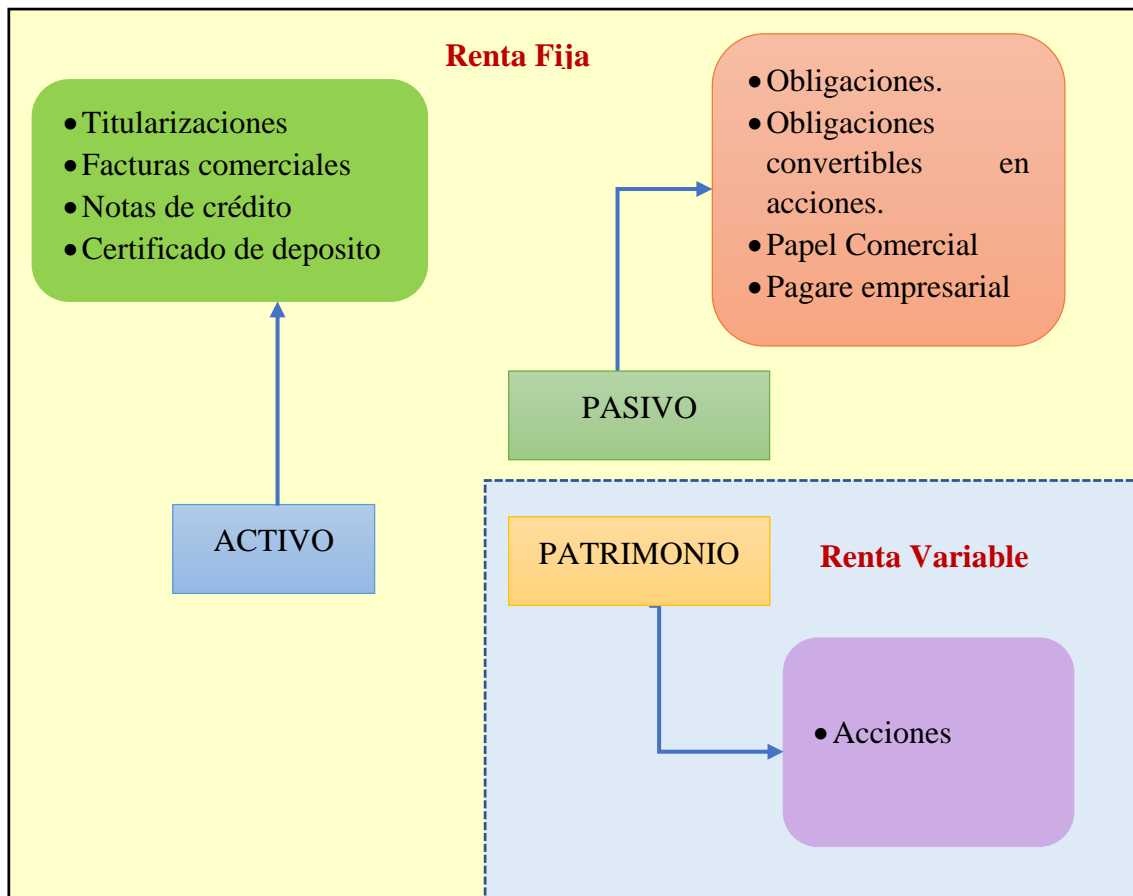 Renta Fija
• Titularizaciones
• Facturas comerciales
• Notas de crédito
• Certificado de deposito
• Obligaciones.
• Obligaciones
convertibles en
acciones.
• Papel Comercial
• Pagare empresarial
PASIVO
ACTIVO
PATRIMONIO
Renta Variable
• Acciones